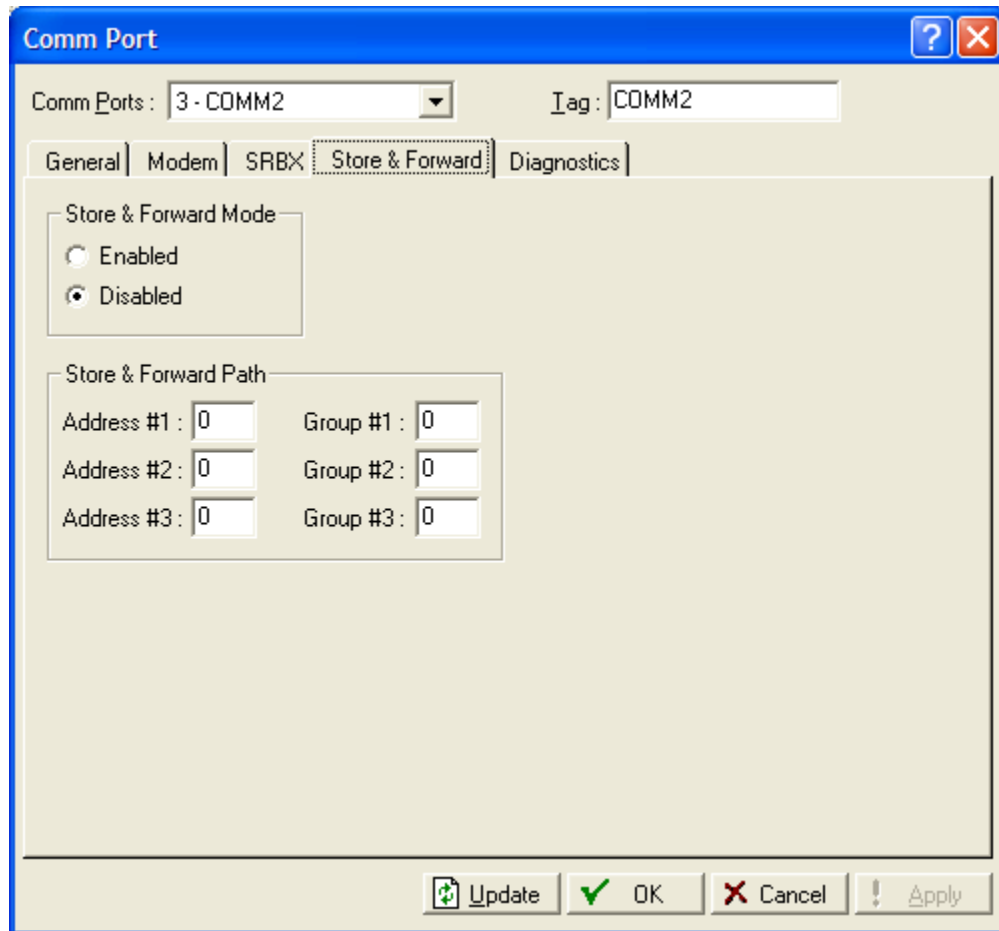 Comm Port
Comm Ports : 3 - COMM2 Tag : COMM2
General Modem SRBX Store & Forward Diagnostics
Store & Forward Mode
Enabled
Disabled
Store & Forward Path
Address #1 : 0 Group #1 : 0
Address #2 : 0 Group #2 : 0
Address #3 : 0 Group #3 : 0
Update OK Cancel ! Apply